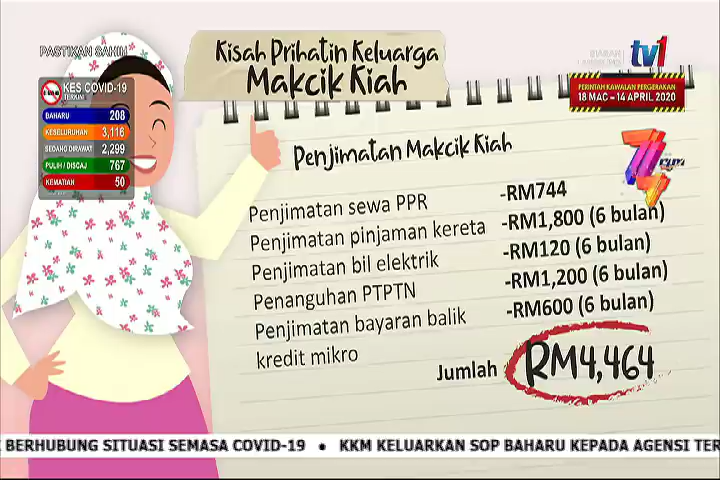 PASTIKAN SAHIH
KES COVID-19
TERKINI
BAHARU 208
KESELURUHAN 3,116
SEDANG DIRAWAT 2,299
PULIH / DISCAJ 767
KEMATIAN 50
Kisah Prihatin Keluarga
Makcik Kiah
SIARAN
tv1
PERINTAH KAWALAN PERGERAKAN
18 MAC - 14 APRIL 2020
Penjimatan Makcik Kiah
Penjimatan sewa PPR -RM744
Penjimatan pinjaman kereta -RM1,800 (6 bulan)
Penjimatan bil elektrik -RM120 (6 bulan)
Penangguhan PTPTN -RM1,200 (6 bulan)
Penjimatan bayaran balik -RM600 (6 bulan)
kredit mikro
Jumlah RM4,464
BERHUBUNG SITUASI SEMASA COVID-19 • KKM KELUARKAN SOP BAHARU KEPADA AGENSI TER